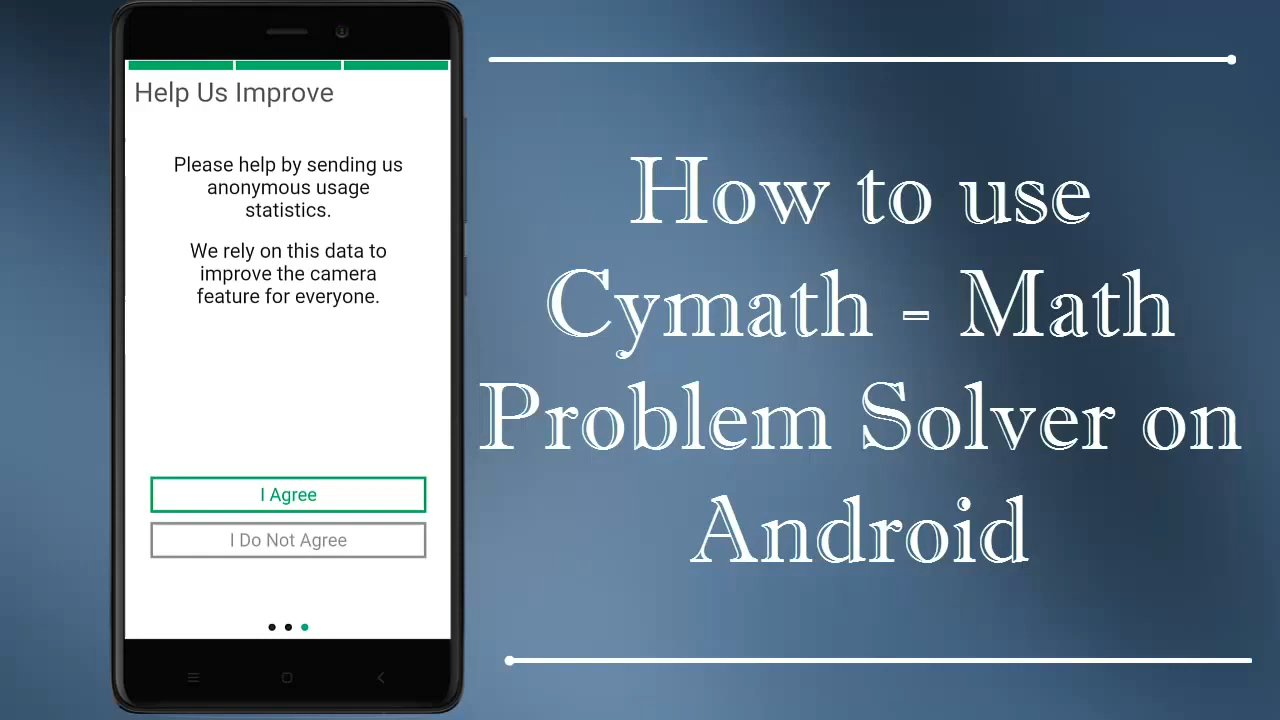 Help Us Improve
Please help by sending us
anonymous usage
statistics.
We rely on this data to
improve the camera
feature for everyone.
I Agree
I Do Not Agree
How to use
Cymath - Math
Problem Solver on
Android